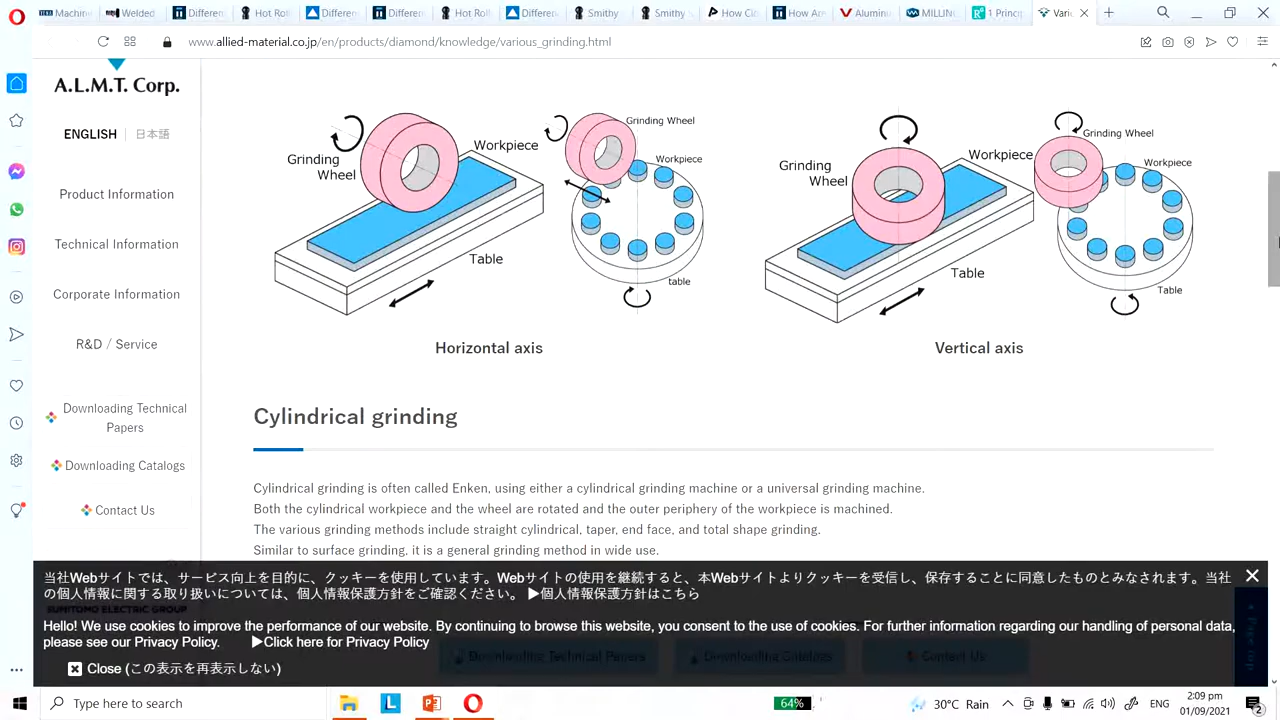 Machin
Welded
Differen
Hot Roll
Differen
Differen
Hot Roll
Differen
Smithy
Smithy
How Cla
How Are
Aluminu
MILLING
1 Princip
Vario
www.allied-material.co.jp/en/products/diamond/knowledge/various_grinding.html
A.L.M.T. Corp.
ENGLISH
日本語
Product Information
Technical Information
Corporate Information
R&D / Service
Downloading Technical
Papers
Downloading Catalogs
Contact Us
Grinding
Wheel
Workpiece
Table
Grinding Wheel
Workpiece
table
Horizontal axis
Grinding
Wheel
Workpiece
Table
Grinding Wheel
Workpiece
Table
Vertical axis
Cylindrical grinding
Cylindrical grinding is often called Enken, using either a cylindrical grinding machine or a universal grinding machine.
Both the cylindrical workpiece and the wheel are rotated and the outer periphery of the workpiece is machined.
The various grinding methods include straight cylindrical, taper, end face, and total shape grinding.
Similar to surface grinding, it is a general grinding method in wide use.
当社Webサイトでは、サービス向上を目的に、クッキーを使用しています。Webサイトの使用を継続すると、本Webサイトよりクッキーを受信し、保存することに同意したものとみなされます。当社
の個人情報に関する取り扱いについては、個人情報保護方針をご確認ください。 ▶個人情報保護方針はこちら
SUMITOMO ELECTRIC GROUP
Hello! We use cookies to improve the performance of our website. By continuing to browse this website, you consent to the use of cookies. For further information regarding our handling of personal data,
please see our Privacy Policy. ▶Click here for Privacy Policy
Downloading Technical Papers
Downloading Catalogs
Contact Us
Page top
Close (この表示を再表示しない)
Type here to search
64%
30°C Rain
ENG
2:09 pm
01/09/2021
2